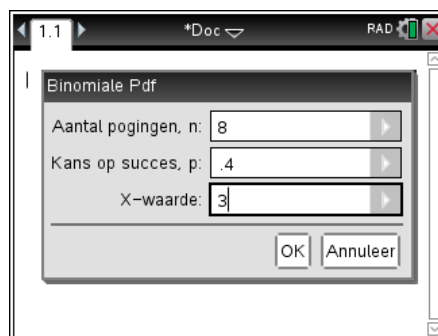 1.1 *Doc RAD
Binomiale Pdf
Aantal pogingen, n: 8
Kans op succes, p: .4
X-waarde: 3
OK Annuleer